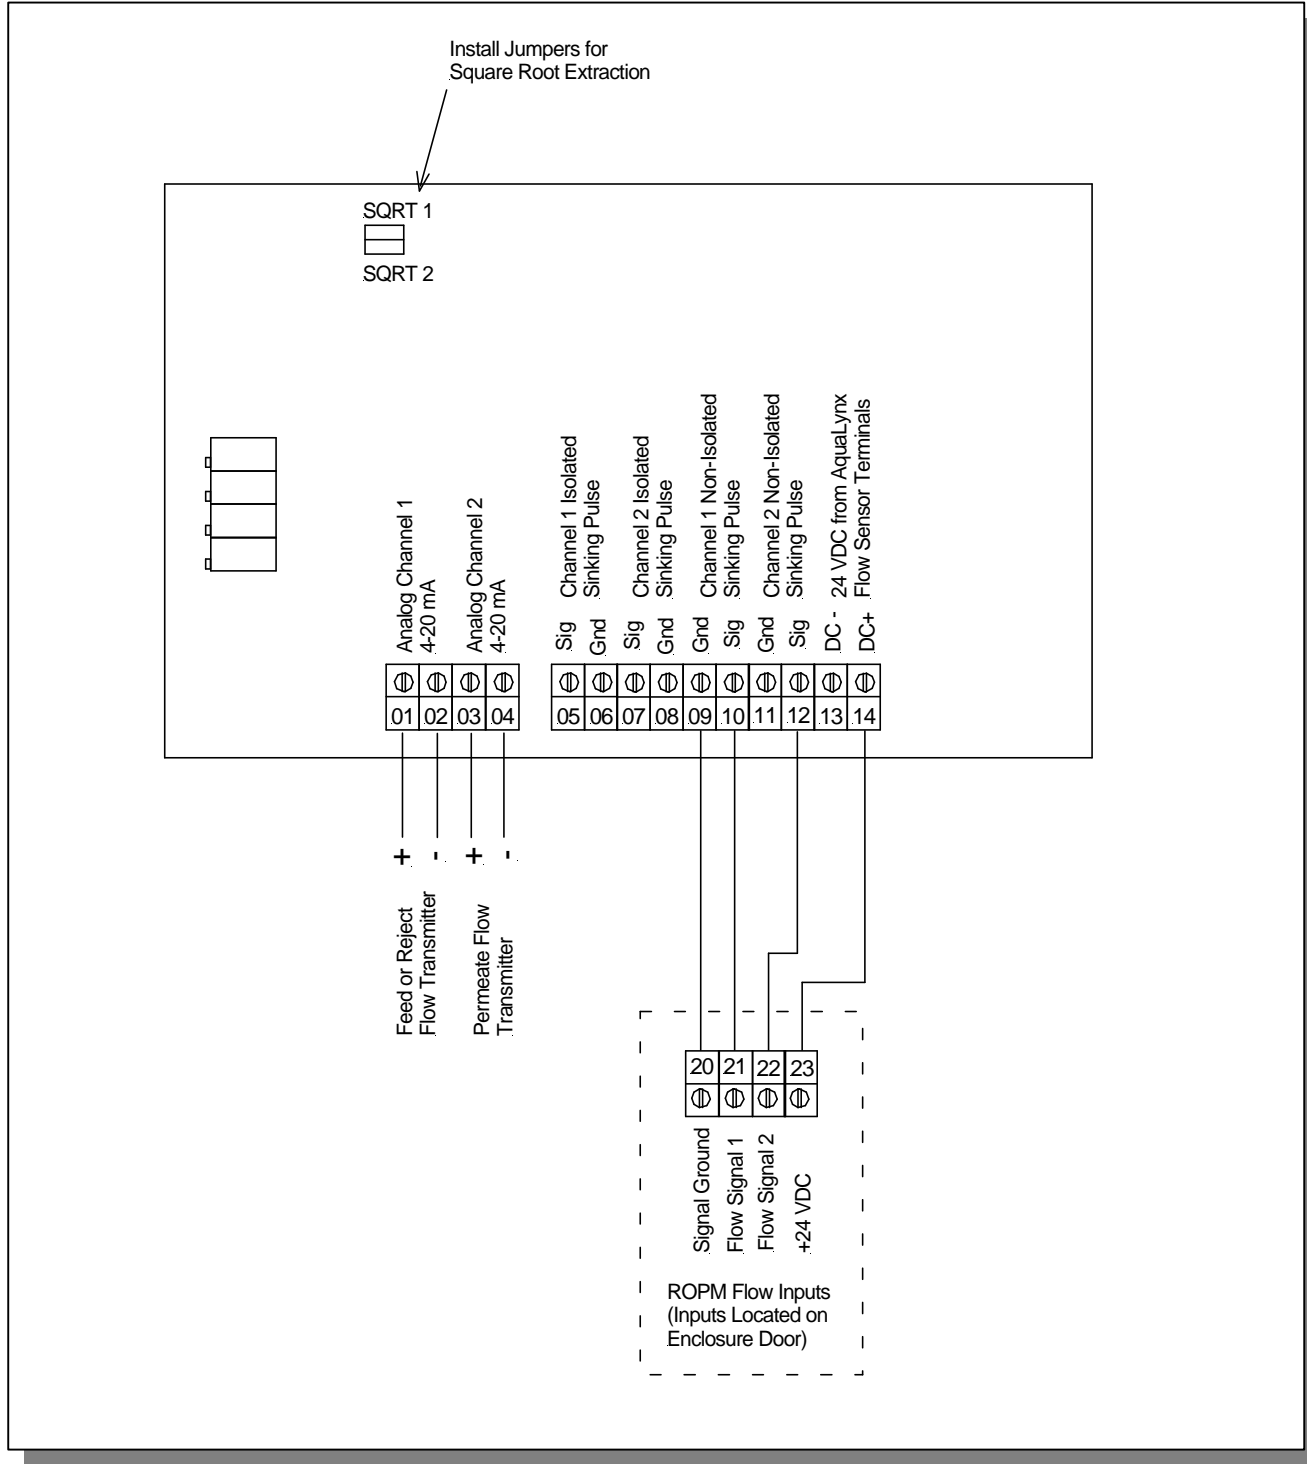 Install Jumpers for
Square Root Extraction
SQRT 1
SQRT 2
Analog Channel 1
4-20 mA
Analog Channel 2
4-20 mA
Channel 1 Isolated
Sinking Pulse
Channel 2 Isolated
Sinking Pulse
Channel 1 Non-Isolated
Sinking Pulse
Channel 2 Non-Isolated
Sinking Pulse
24 VDC from AquaLynx
Flow Sensor Terminals
Sig
Gnd
Sig
Gnd
Gnd
Sig
Gnd
Sig
DC -
DC+
01 02 03 04 05 06 07 08 09 10 11 12 13 14
+ - + -
Feed or Reject
Flow Transmitter
Permeate Flow
Transmitter
20 21 22 23
Signal Ground
Flow Signal 1
Flow Signal 2
+24 VDC
ROPM Flow Inputs
(Inputs Located on
Enclosure Door)